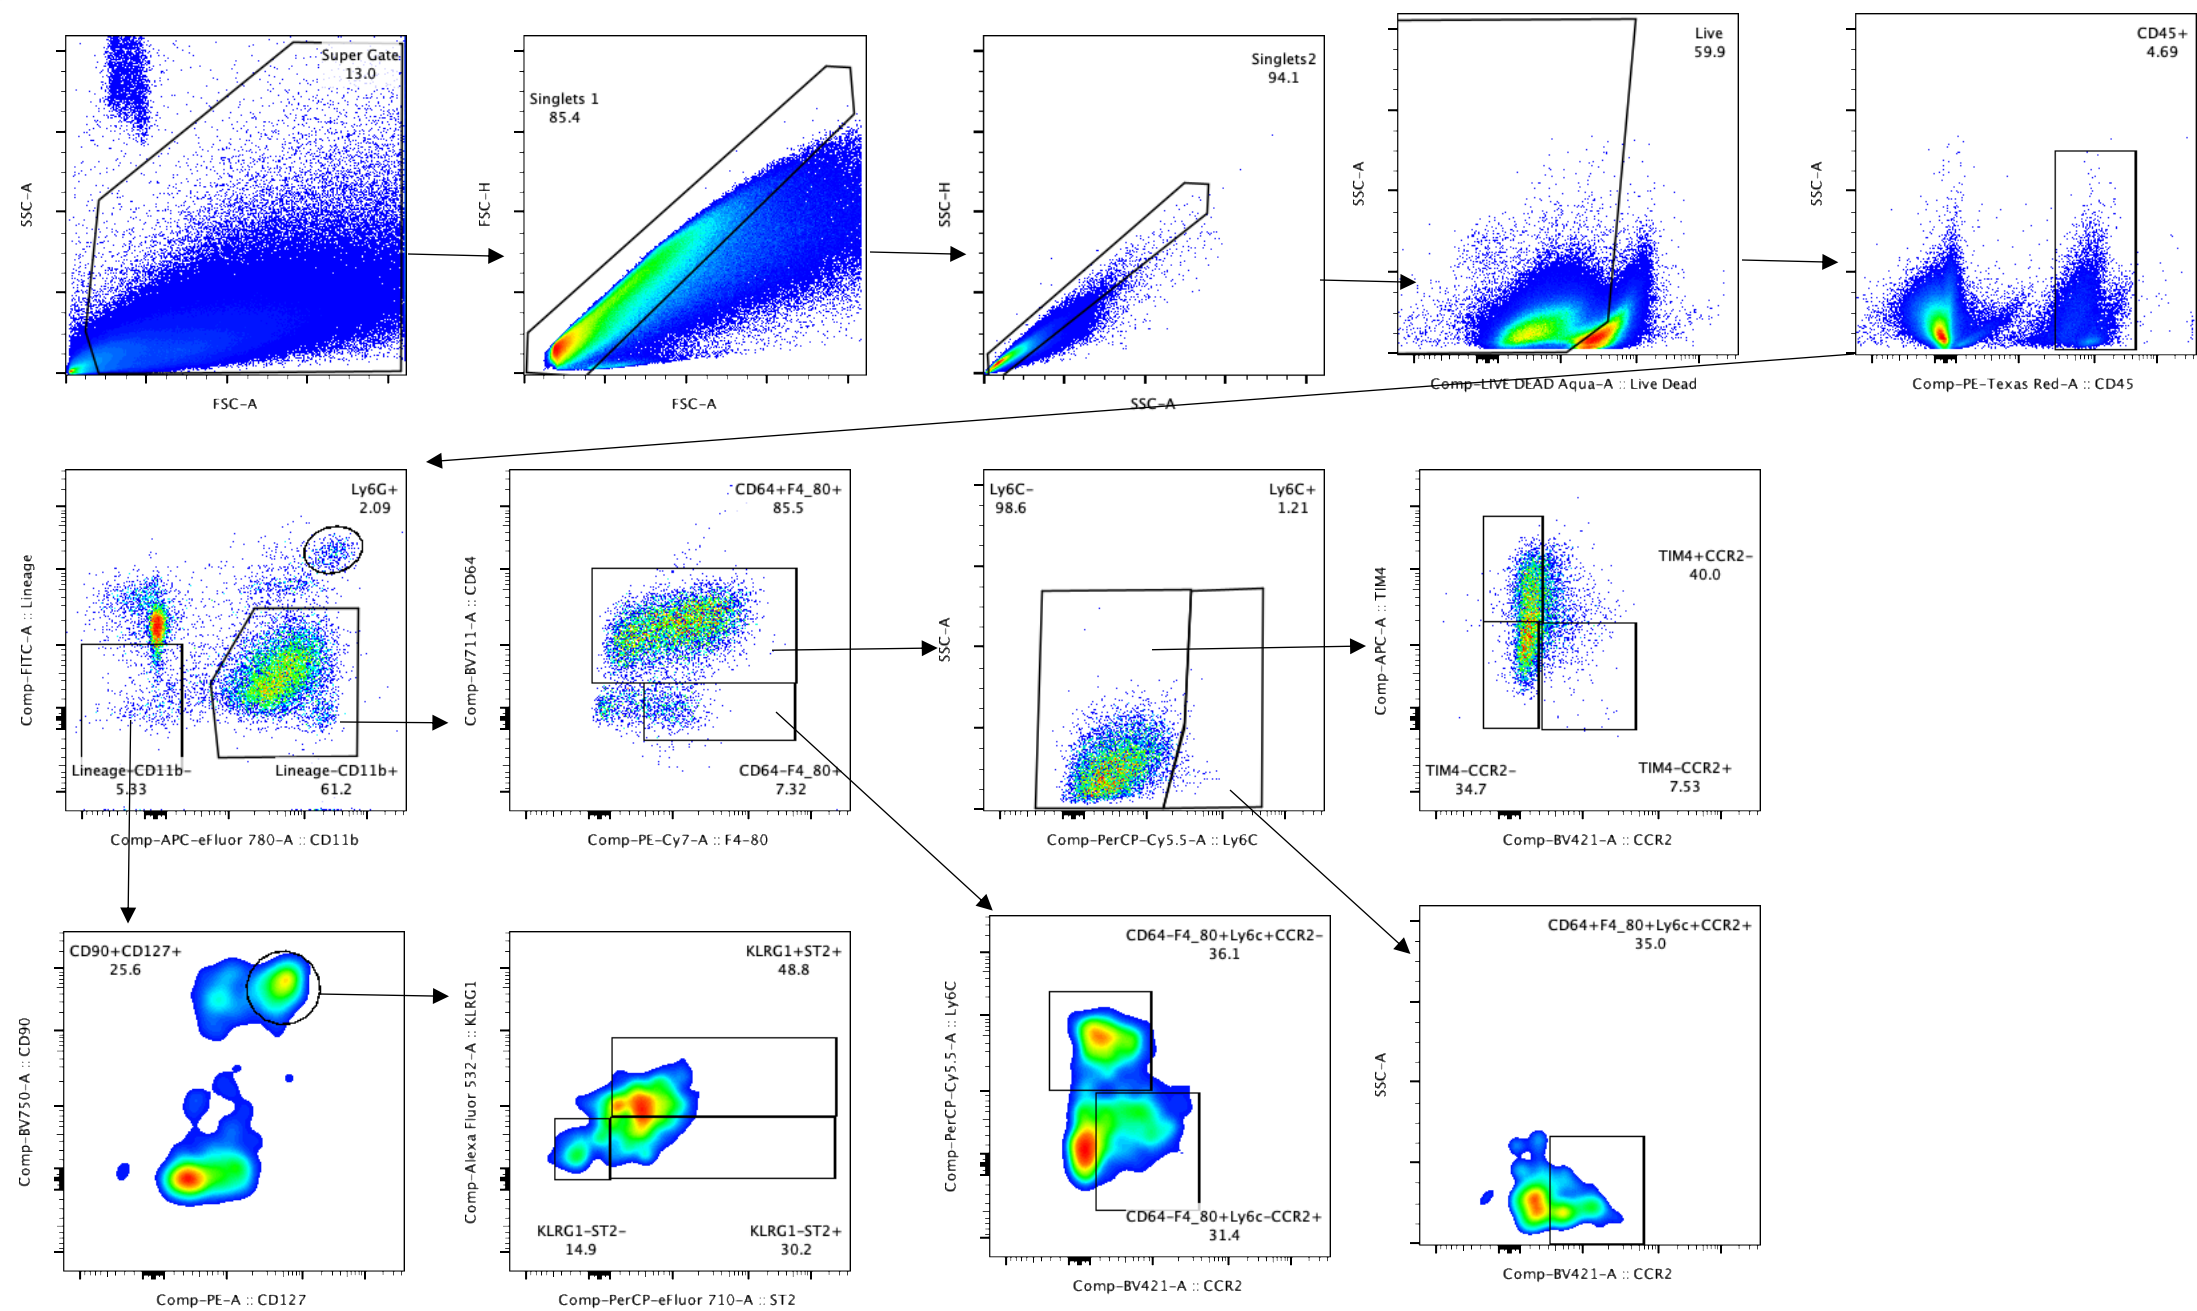 Super Gate
13.0
SSC-A
FSC-A
Singlets 1
85.4
FSC-H
FSC-A
Singlets2
94.1
SSC-H
SSC-A
Live
59.9
SSC-A
Comp-LIVE DEAD Aqua-A :: Live Dead
CD45+
4.69
SSC-A
Comp-PE-Texas Red-A :: CD45
Ly6G+
2.09
Lineage-CD11b-
5.33
Lineage-CD11b+
61.2
Comp-FITC-A :: Lineage
Comp-APC-eFluor 780-A :: CD11b
CD64+F4_80+
85.5
CD64-F4_80+
7.32
Comp-BV711-A :: CD64
Comp-PE-Cy7-A :: F4-80
Ly6C-
98.6
Ly6C+
1.21
SSC-A
Comp-PerCP-Cy5.5-A :: Ly6C
TIM4+CCR2-
40.0
TIM4-CCR2-
34.7
TIM4-CCR2+
7.53
Comp-APC-A :: TIM4
Comp-BV421-A :: CCR2
CD90+CD127+
25.6
Comp-BV750-A :: CD90
Comp-PE-A :: CD127
KLRG1+ST2+
48.8
KLRG1-ST2-
14.9
KLRG1-ST2+
30.2
Comp-Alexa Fluor 532-A :: KLRG1
Comp-PerCP-eFluor 710-A :: ST2
CD64-F4_80+Ly6c+CCR2-
36.1
CD64-F4_80+Ly6c-CCR2+
31.4
Comp-PerCP-Cy5.5-A :: Ly6C
Comp-BV421-A :: CCR2
CD64+F4_80+Ly6c+CCR2+
35.0
SSC-A
Comp-BV421-A :: CCR2